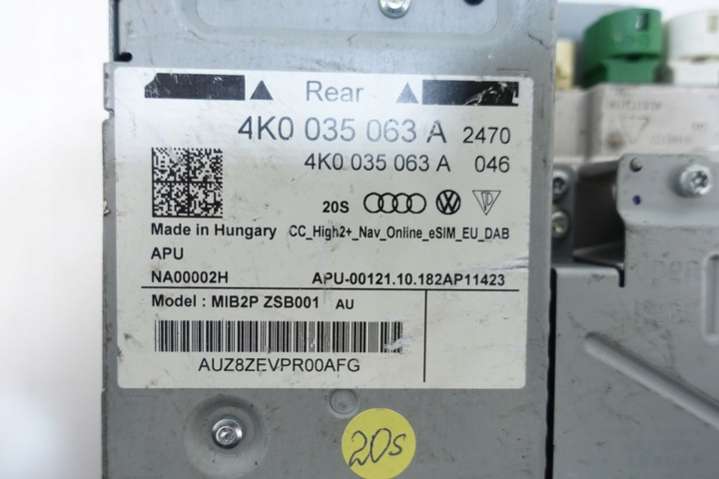 Rear
4K0 035 063 A 2470
4K0 035 063 A 046
20S
Made in Hungary CC_High2+_Nav_Online_eSIM_EU_DAB
APU
NA00002H APU-00121.10.182AP11423
Model : MIB2P ZSB001 AU
AUZ8ZEVPR00AFG
20s